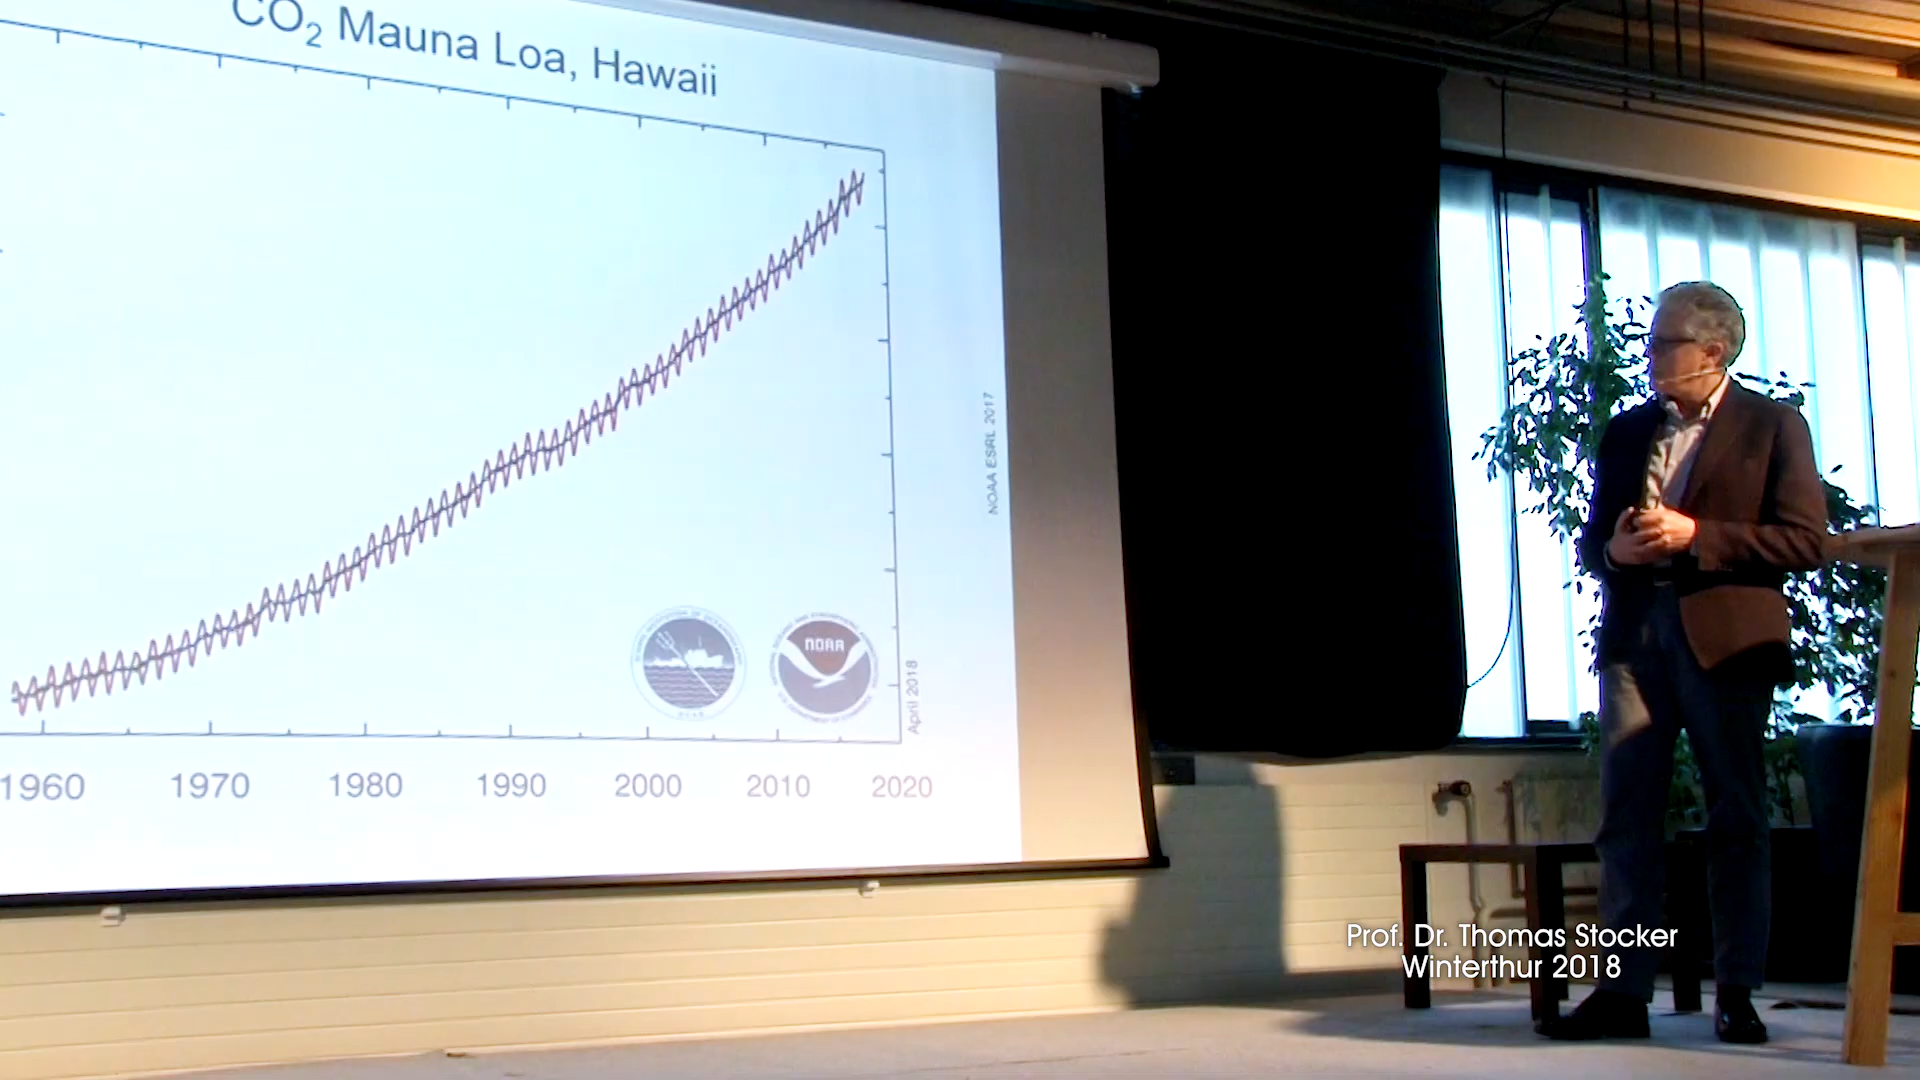 CO₂ Mauna Loa, Hawaii
NOAA ESRL 2017
April 2018
NOAA
1960 1970 1980 1990 2000 2010 2020
Prof. Dr. Thomas Stocker
Winterthur 2018